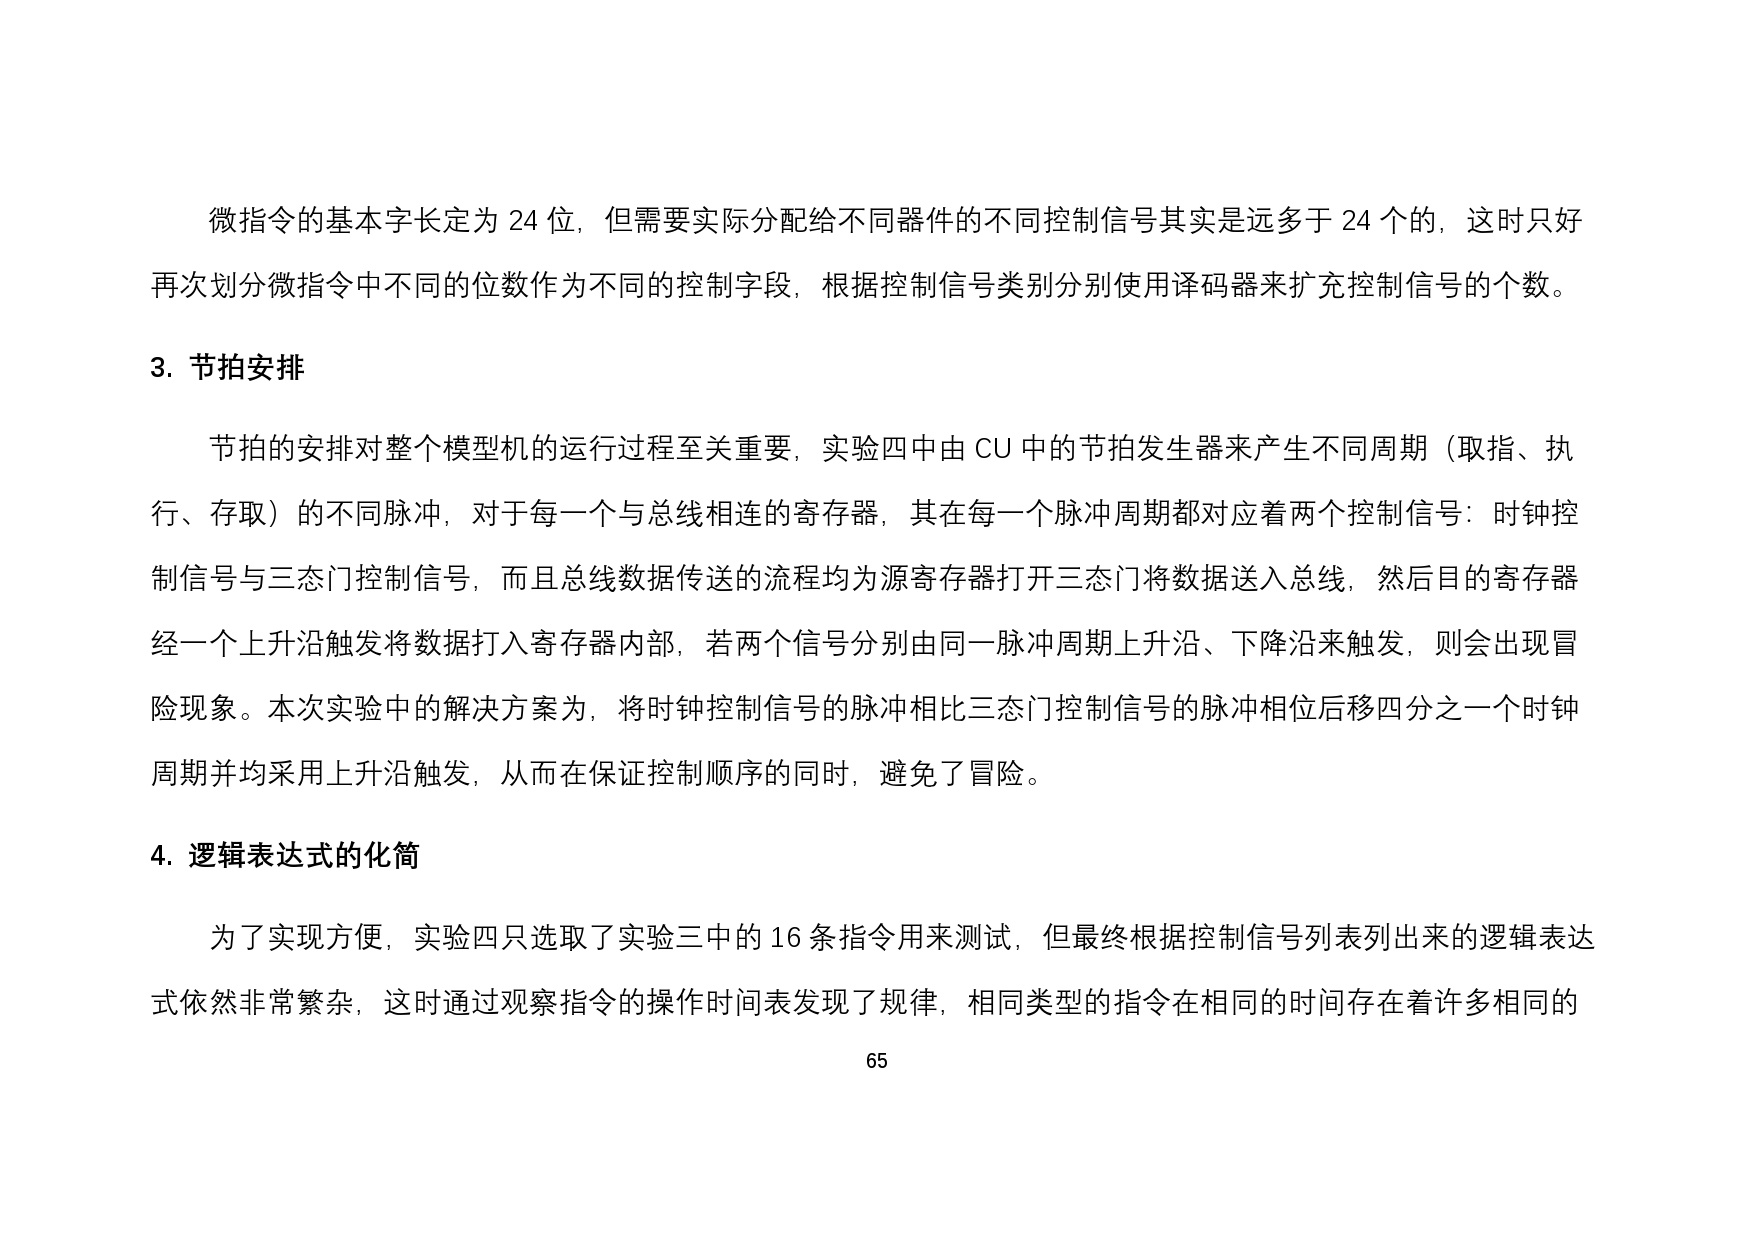 微指令的基本字长定为 24 位，但需要实际分配给不同器件的不同控制信号其实是远多于 24 个的，这时只好
再次划分微指令中不同的位数作为不同的控制字段，根据控制信号类别分别使用译码器来扩充控制信号的个数。
3. 节拍安排
节拍的安排对整个模型机的运行过程至关重要，实验四中由 CU 中的节拍发生器来产生不同周期（取指、执
行、存取）的不同脉冲，对于每一个与总线相连的寄存器，其在每一个脉冲周期都对应着两个控制信号：时钟控
制信号与三态门控制信号，而且总线数据传送的流程均为源寄存器打开三态门将数据送入总线，然后目的寄存器
经一个上升沿触发将数据打入寄存器内部，若两个信号分别由同一脉冲周期上升沿、下降沿来触发，则会出现冒
险现象。本次实验中的解决方案为，将时钟控制信号的脉冲相比三态门控制信号的脉冲相位后移四分之一个时钟
周期并均采用上升沿触发，从而在保证控制顺序的同时，避免了冒险。
4. 逻辑表达式的化简
为了实现方便，实验四只选取了实验三中的 16 条指令用来测试，但最终根据控制信号列表列出来的逻辑表达
式依然非常繁杂，这时通过观察指令的操作时间表发现了规律，相同类型的指令在相同的时间存在着许多相同的
65